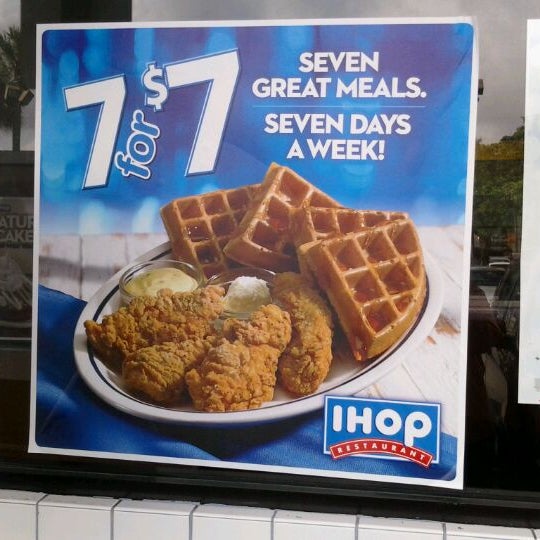 7 for $7
SEVEN
GREAT MEALS.
SEVEN DAYS
A WEEK!
IHOP
RESTAURANT